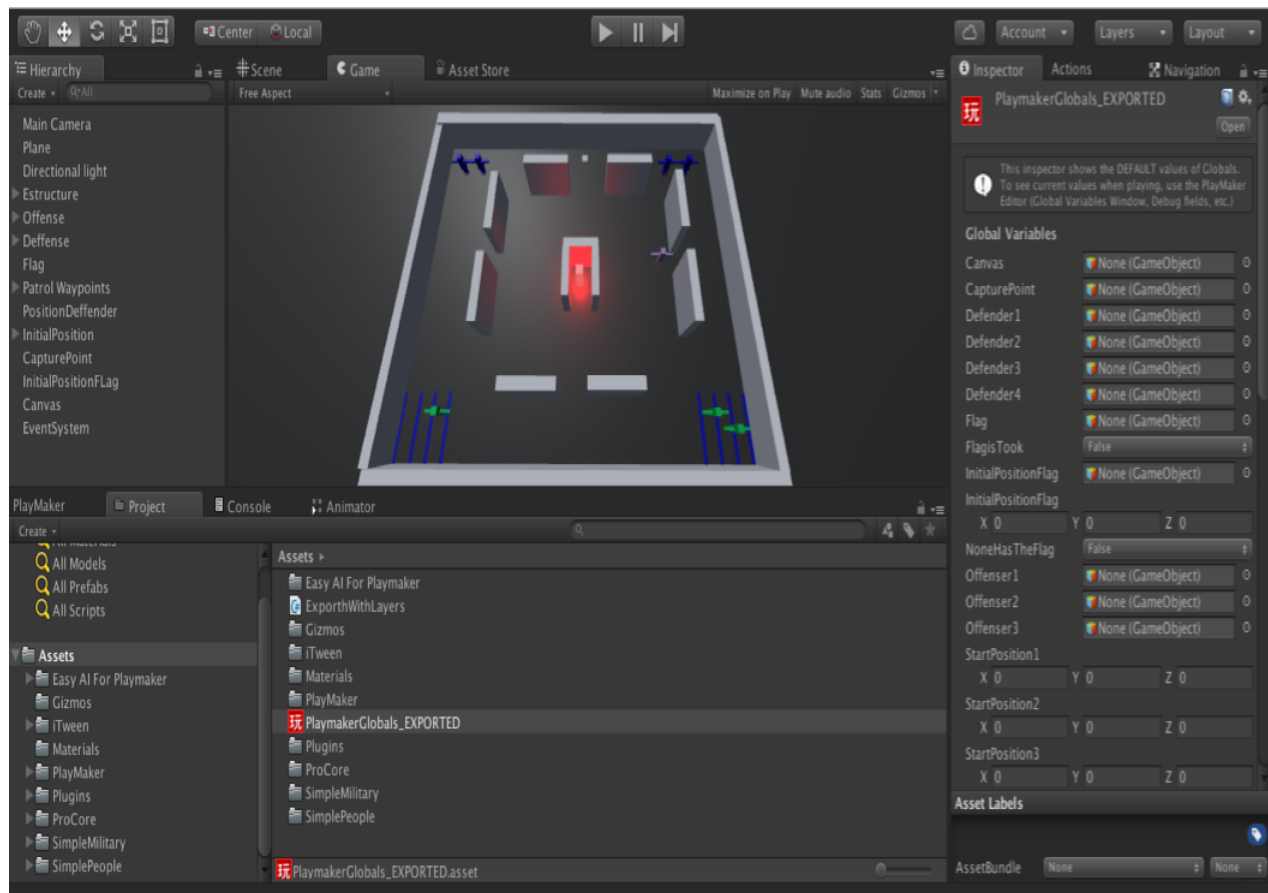 Center Local
Account Layers Layout
Hierarchy
Create All
Main Camera
Plane
Directional light
Estructure
Offense
Deffense
Flag
Patrol Waypoints
PositionDeffender
InitialPosition
CapturePoint
InitialPositionFLag
Canvas
EventSystem
Scene Game Asset Store
Free Aspect Maximize on Play Mute audio Stats Gizmos
Inspector Actions Navigation
玩 PlaymakerGlobals_EXPORTED
Open
This inspector shows the DEFAULT values of Globals.
To see current values when playing, use the PlayMaker
Editor (Global Variables Window, Debug fields, etc.)
Global Variables
Canvas None (GameObject)
CapturePoint None (GameObject)
Defender1 None (GameObject)
Defender2 None (GameObject)
Defender3 None (GameObject)
Defender4 None (GameObject)
Flag None (GameObject)
FlagisTook False
InitialPositionFlag None (GameObject)
InitialPositionFlag
X 0 Y 0 Z 0
NoneHasTheFlag False
Offenser1 None (GameObject)
Offenser2 None (GameObject)
Offenser3 None (GameObject)
StartPosition1
X 0 Y 0 Z 0
StartPosition2
X 0 Y 0 Z 0
StartPosition3
X 0 Y 0 Z 0
Asset Labels
AssetBundle None None
PlayMaker Project Console Animator
Create
All Materials
All Models
All Prefabs
All Scripts
Assets
Easy AI For Playmaker
Gizmos
iTween
Materials
PlayMaker
Plugins
ProCore
SimpleMilitary
SimplePeople
Assets
Easy AI For Playmaker
ExporthWithLayers
Gizmos
iTween
Materials
PlayMaker
玩 PlaymakerGlobals_EXPORTED
Plugins
ProCore
SimpleMilitary
SimplePeople
玩 PlaymakerGlobals_EXPORTED.asset